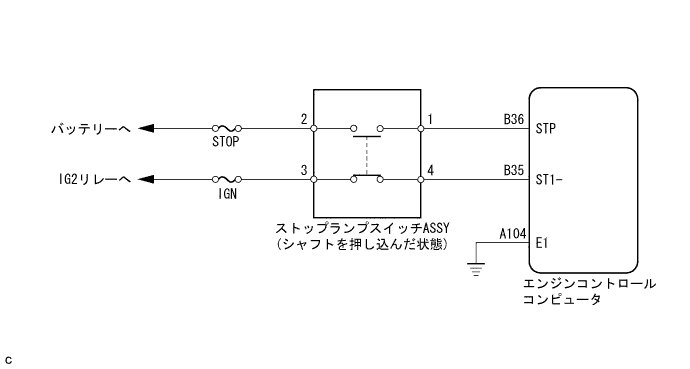 バッテリーへ
STOP
2
1
B36
STP
IG2リレーへ
IGN
3
4
B35
ST1-
ストップランプスイッチASSY
(シャフトを押し込んだ状態)
A104
E1
エンジンコントロール
コンピュータ
c